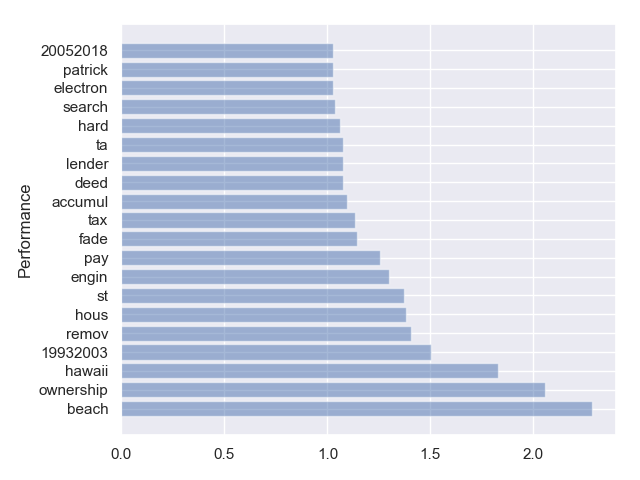 20052018
patrick
electron
search
hard
ta
lender
deed
accumul
tax
fade
pay
engin
st
hous
remov
19932003
hawaii
ownership
beach
Performance
0.0 0.5 1.0 1.5 2.0